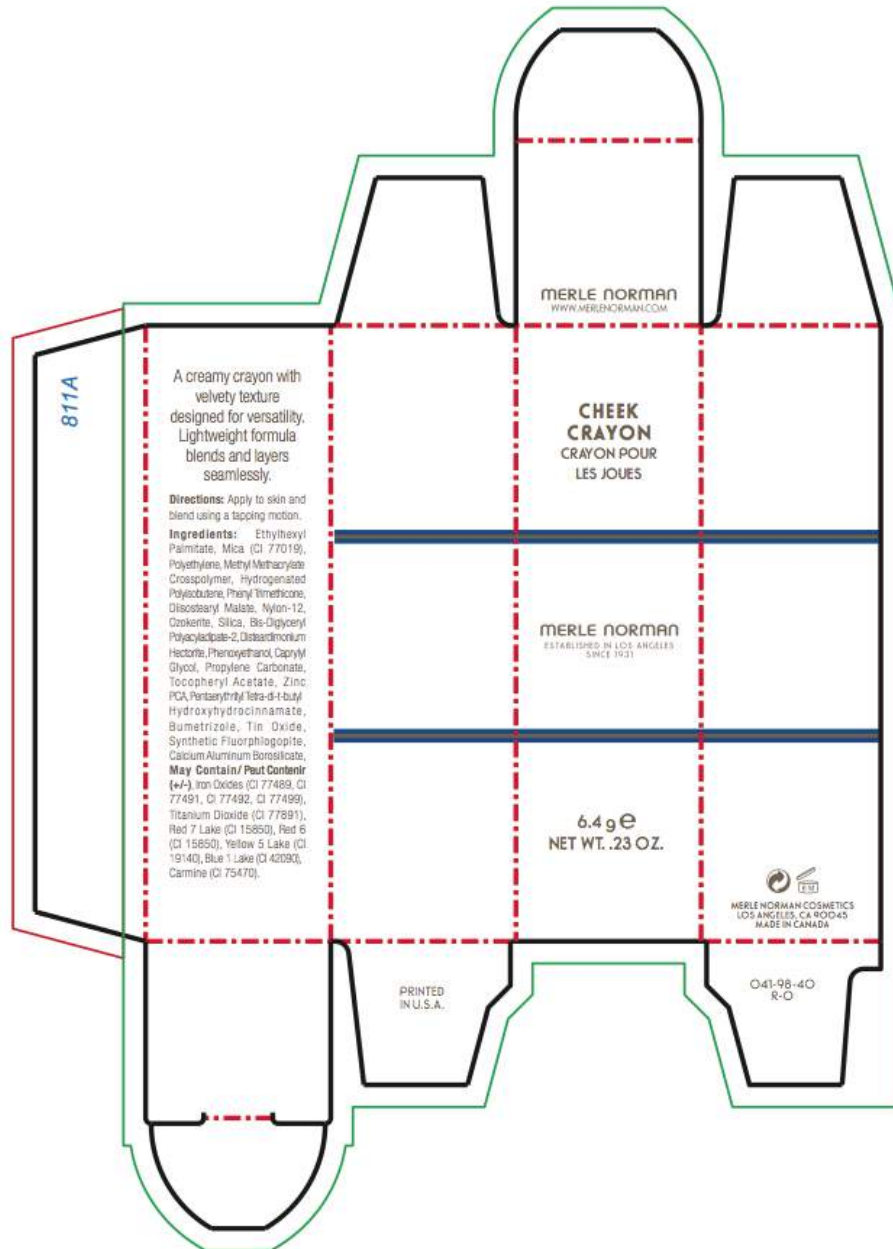 MERLE NORMAN
WWW.MERLENORMAN.COM
811A
A creamy crayon with
velvety texture
designed for versatility.
Lightweight formula
blends and layers
seamlessly.
Directions: Apply to skin and
blend using a tapping motion.
Ingredients: Ethylhexyl
Palmitate, Mica (CI 77019),
Polyethylene, Methyl Methacrylate
Crosspolymer, Hydrogenated
Polyisobutene, Phenyl Trimethicone,
Diisostearyl Malate, Nylon-12,
Ozokerite, Silica, Bis-Diglyceryl
Polyacyladipate-2, Disteardimonium
Hectorite, Phenoxyethanol, Caprylyl
Glycol, Propylene Carbonate,
Tocopheryl Acetate, Zinc
PCA, Pentaerythrityl Tetra-di-t-butyl
Hydroxyhydrocinnamate,
Bumetrizole, Tin Oxide,
Synthetic Fluorphlogopite,
Calcium Aluminum Borosilicate,
May Contain/ Peut Contenir
(+/-), Iron Oxides (CI 77489, CI
77491, CI 77492, CI 77499),
Titanium Dioxide (CI 77891),
Red 7 Lake (CI 15850), Red 6
(CI 15850), Yellow 5 Lake (CI
19140), Blue 1 Lake (CI 42090),
Carmine (CI 75470).
CHEEK
CRAYON
CRAYON POUR
LES JOUES
MERLE NORMAN
ESTABLISHED IN LOS ANGELES
SINCE 1931
6.4 g e
NET WT. .23 OZ.
MERLE NORMAN COSMETICS
LOS ANGELES, CA 90045
MADE IN CANADA
PRINTED
IN U.S.A.
041-98-40
R-0